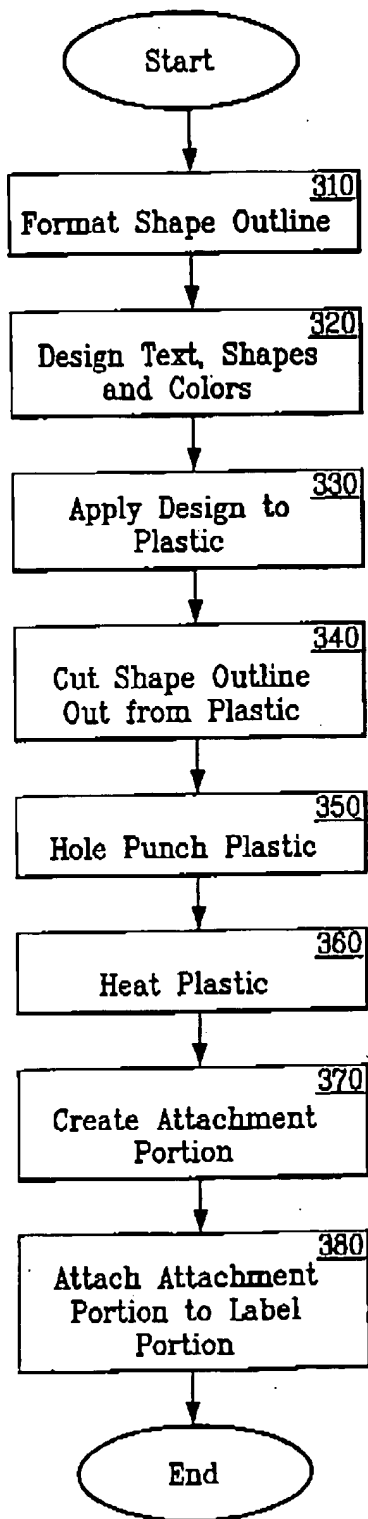 Start
310
Format Shape Outline
320
Design Text, Shapes
and Colors
330
Apply Design to
Plastic
340
Cut Shape Outline
Out from Plastic
350
Hole Punch Plastic
360
Heat Plastic
370
Create Attachment
Portion
380
Attach Attachment
Portion to Label
Portion
End